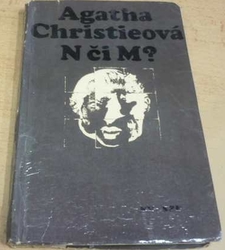 Agatha
Christieová
N či M?